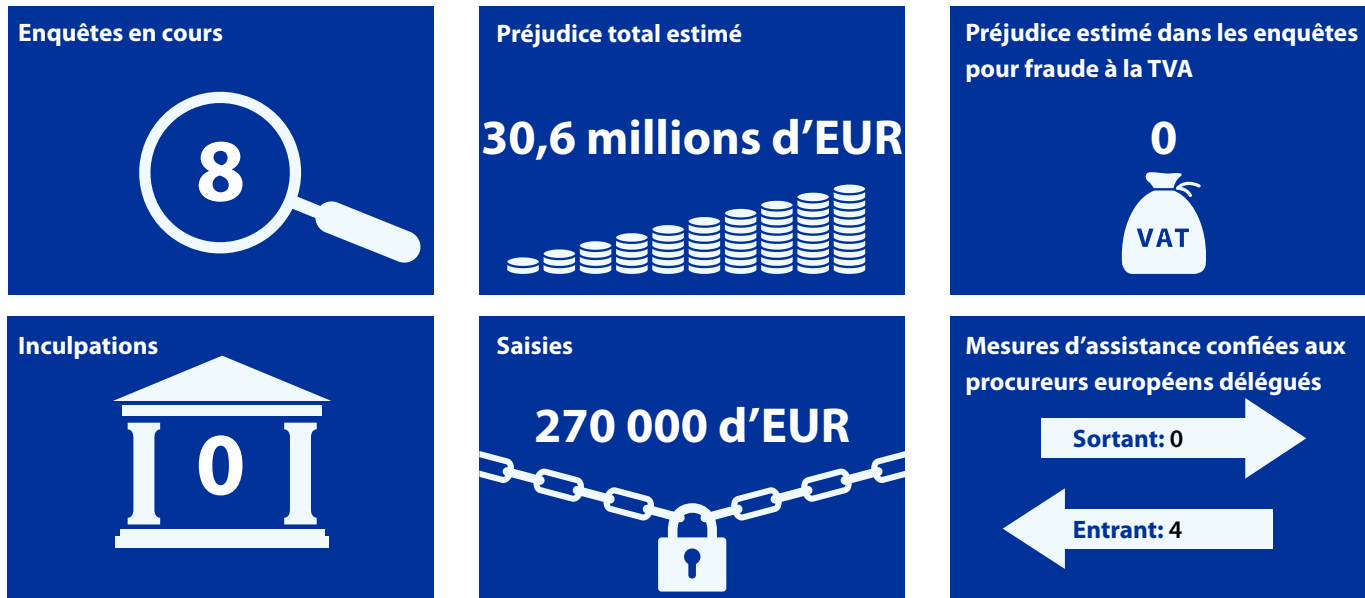 Enquêtes en cours
8
Préjudice total estimé
30,6 millions d’EUR
Préjudice estimé dans les enquêtes
pour fraude à la TVA
0
VAT
Inculpations
0
Saisies
270 000 d’EUR
Mesures d’assistance confiées aux
procureurs européens délégués
Sortant: 0
Entrant: 4